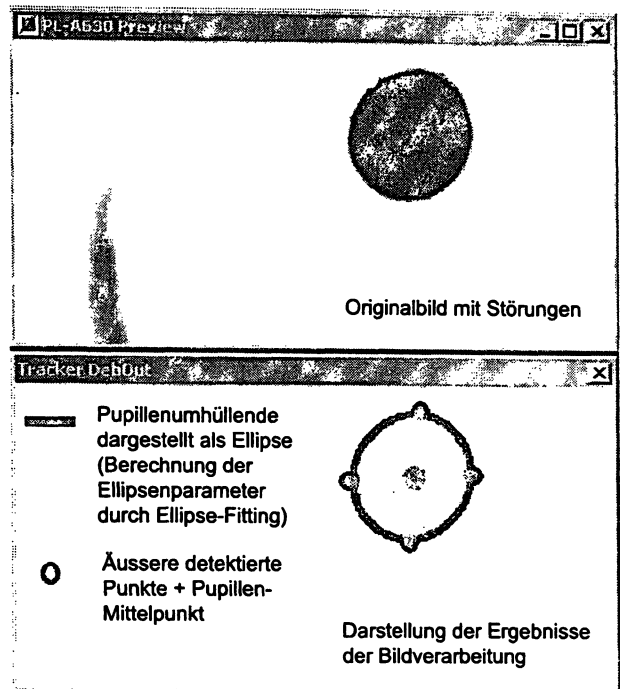 PL-A630 Preview
Originalbild mit Störungen
Tracker DebOut
Pupillenumhüllende
dargestellt als Ellipse
(Berechnung der
Ellipsenparameter
durch Ellipse-Fitting)
Äussere detektierte
Punkte + Pupillen-
Mittelpunkt
Darstellung der Ergebnisse
der Bildverarbeitung